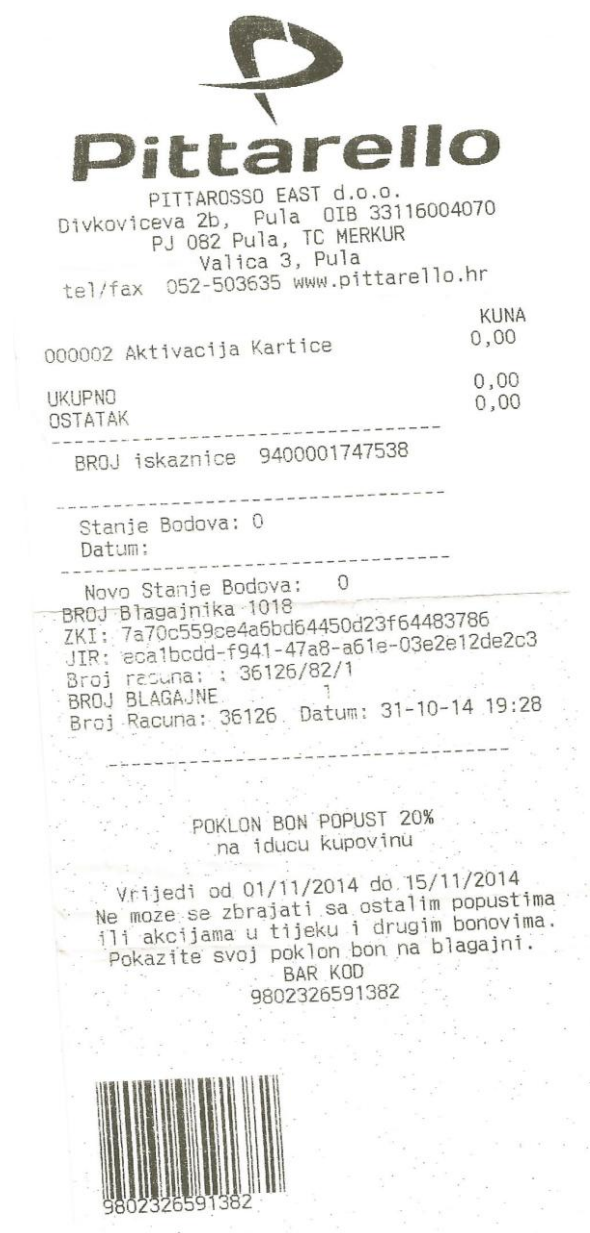 Pittarello
PITTAROSSO EAST d.o.o.
Divkoviceva 2b, Pula OIB 33116004070
PJ 082 Pula, TC MERKUR
Valica 3, Pula
tel/fax 052-503635 www.pittarello.hr
KUNA
000002 Aktivacija Kartice 0,00
UKUPNO 0,00
OSTATAK 0,00
BROJ iskaznice 9400001747538
Stanje Bodova: 0
Datum:
Novo Stanje Bodova: 0
BROJ Blagajnika 1018
ZKI: 7a70c559ce4a6bd64450d23f64483786
JIR: eca1bcdd-f941-47a8-a61e-03e2e12de2c3
Broj racuna: : 36126/82/1
BROJ BLAGAJNE 1
Broj Racuna: 36126 Datum: 31-10-14 19:28
POKLON BON POPUST 20%
na iducu kupovinu
Vrijedi od 01/11/2014 do 15/11/2014
Ne moze se zbrajati sa ostalim popustima
ili akcijama u tijeku i drugim bonovima.
Pokazite svoj poklon bon na blagajni.
BAR KOD
9802326591382
9802326591382